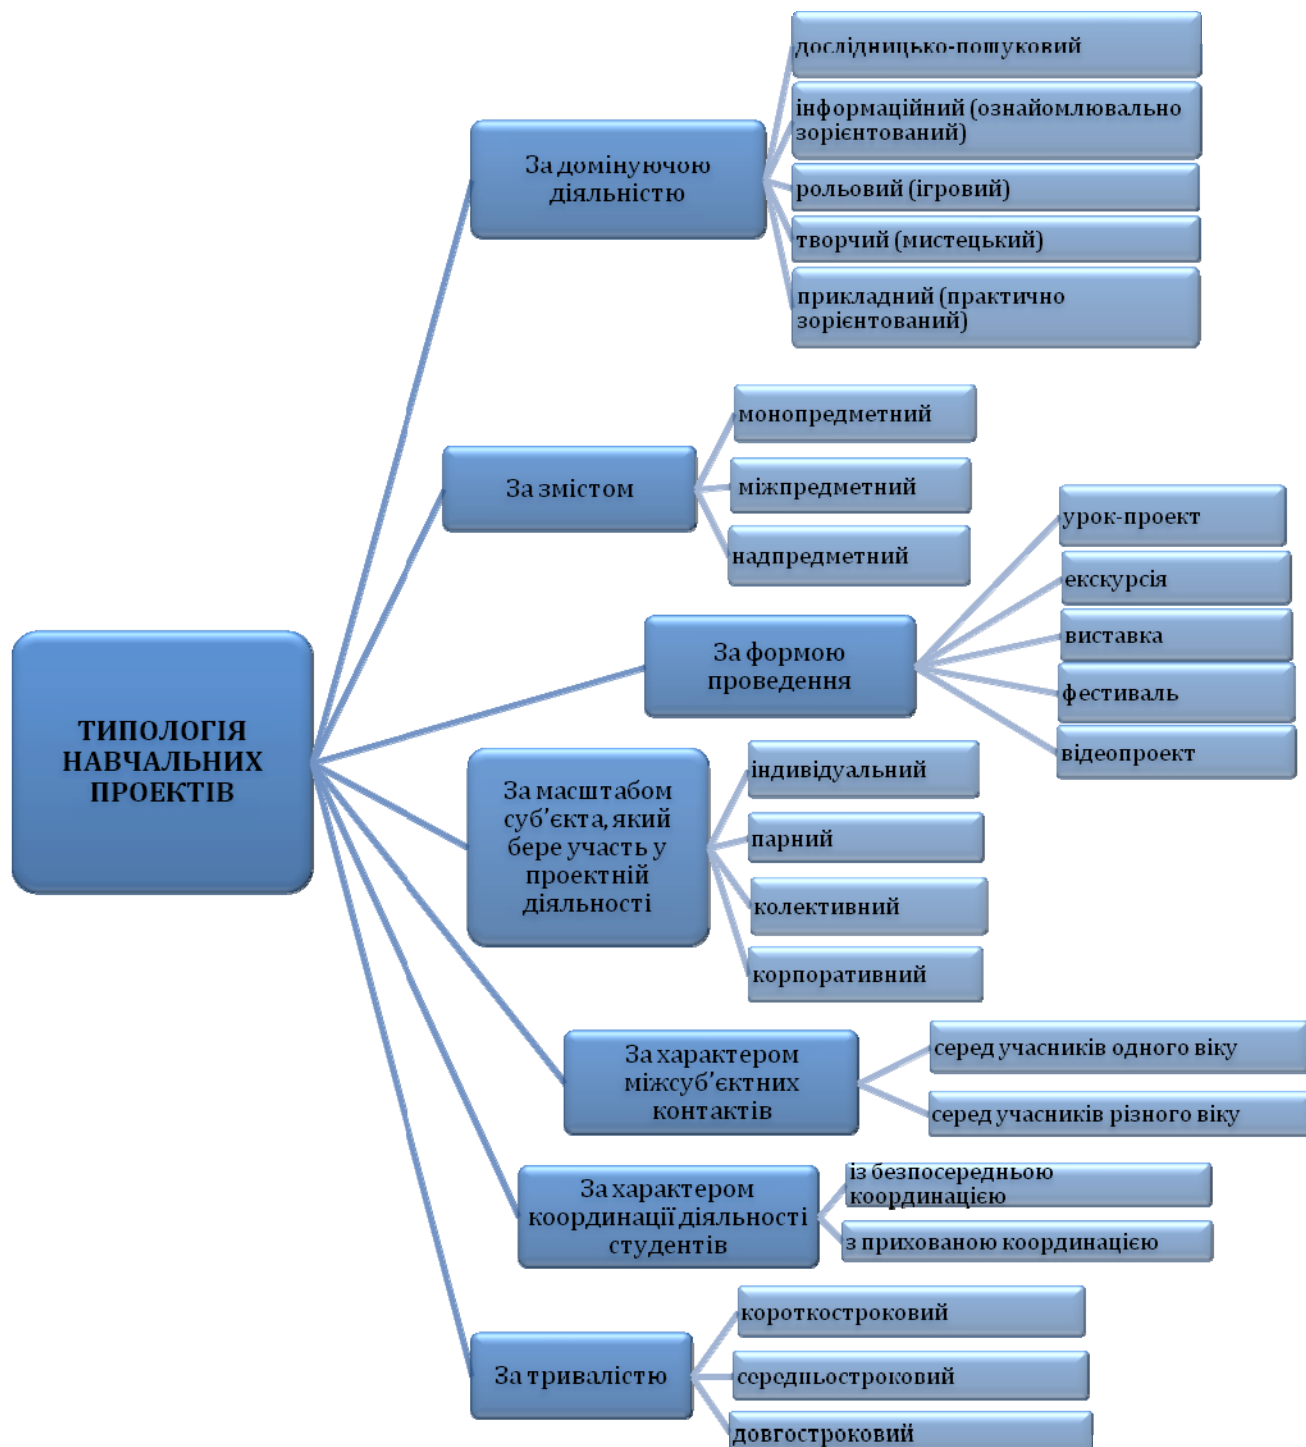 ТИПОЛОГІЯ
НАВЧАЛЬНИХ
ПРОЕКТІВ
За домінуючою
діяльністю
дослідницько-пошуковий
інформаційний (ознайомлювально
зорієнтований)
рольовий (ігровий)
творчий (мистецький)
прикладний (практично
зорієнтований)
За змістом
монопредметний
міжпредметний
надпредметний
За формою
проведення
урок-проект
екскурсія
виставка
фестиваль
відеопроект
За масштабом
суб’єкта, який
бере участь у
проектній
діяльності
індивідуальний
парний
колективний
корпоративний
За характером
міжсуб’єктних
контактів
серед учасників одного віку
серед учасників різного віку
За характером
координації діяльності
студентів
із безпосередньою
координацією
з прихованою координацією
За тривалістю
короткостроковий
середньостроковий
довгостроковий